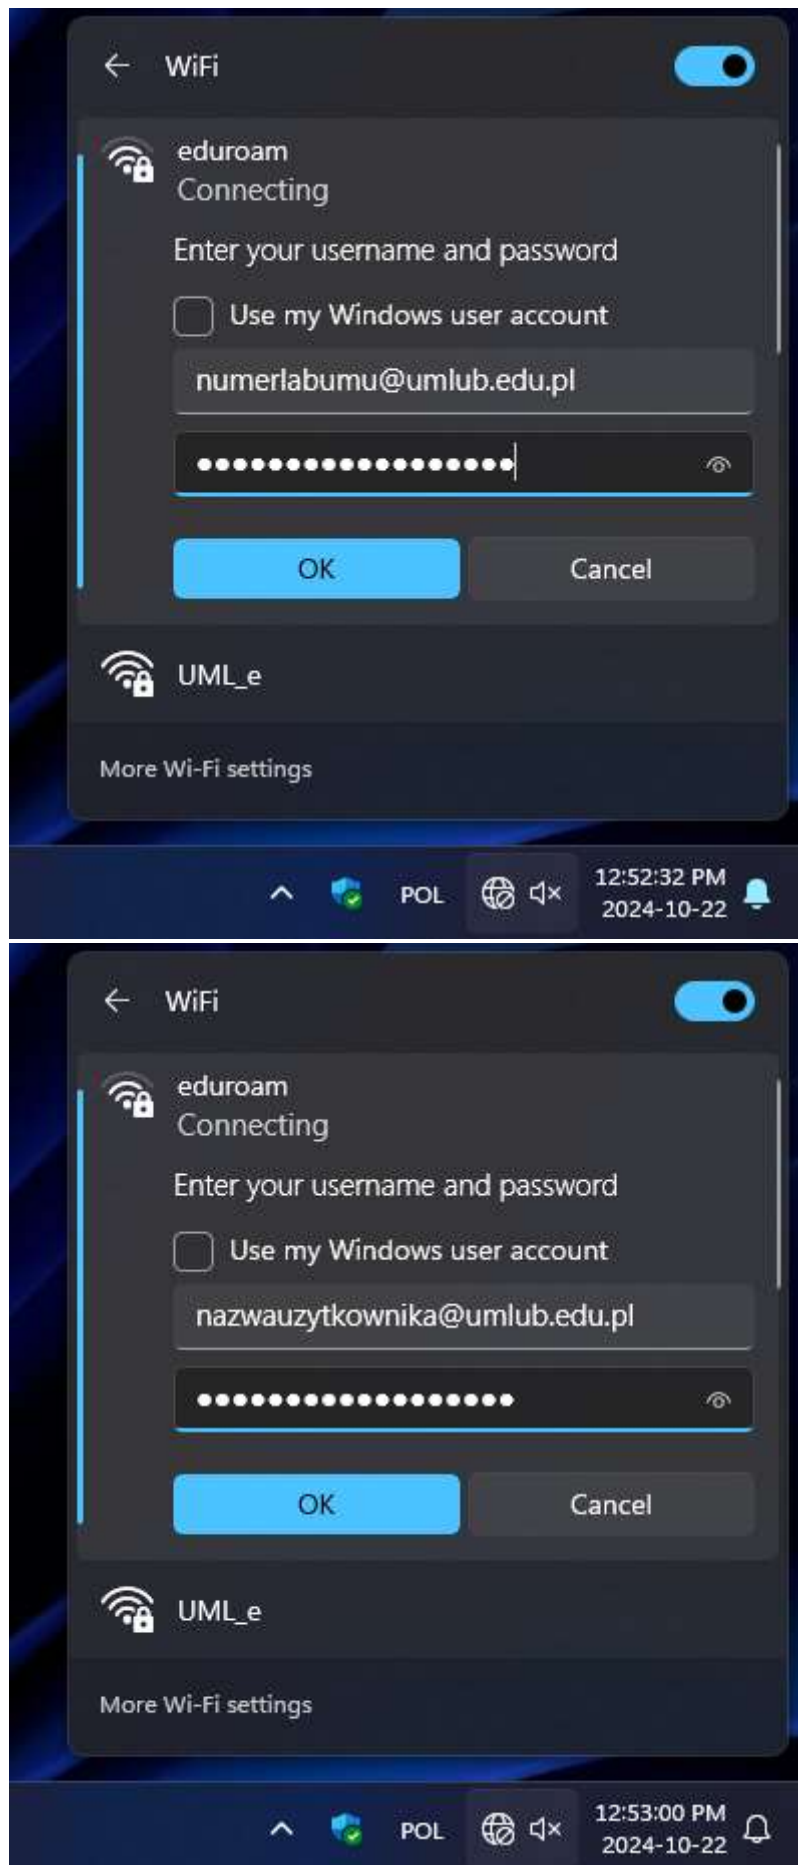 WiFi
eduroam
Connecting
Enter your username and password
Use my Windows user account
numerlabumu@umlub.edu.pl
OK Cancel
UML_e
More Wi-Fi settings
POL 12:52:32 PM
2024-10-22
WiFi
eduroam
Connecting
Enter your username and password
Use my Windows user account
nazwauzytkownika@umlub.edu.pl
OK Cancel
UML_e
More Wi-Fi settings
POL 12:53:00 PM
2024-10-22